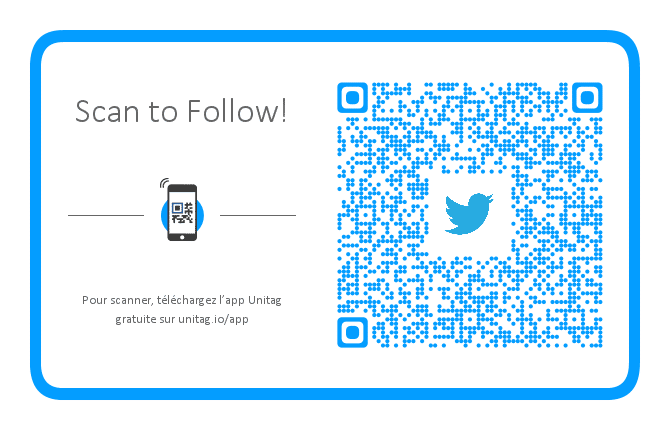 Scan to Follow!
Pour scanner, téléchargez l'app Unitag
gratuite sur unitag.io/app